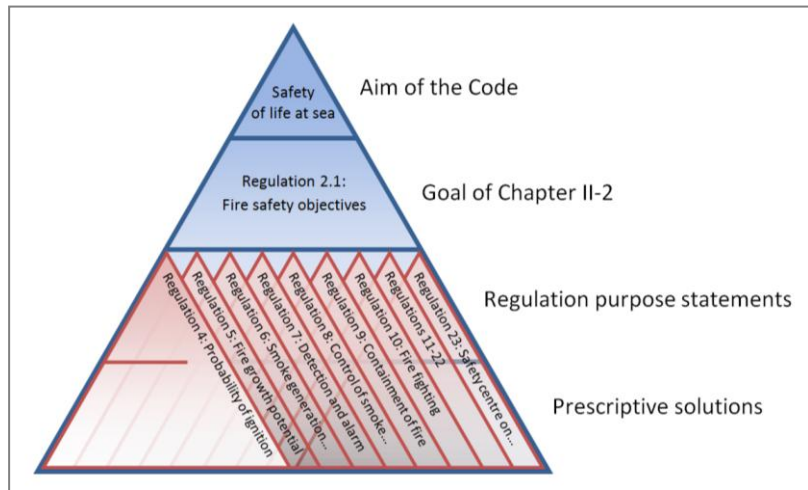 Safety
of life at sea
Aim of the Code
Regulation 2.1:
Fire safety objectives
Goal of Chapter II-2
Regulation 4: Probability of ignition
Regulation 5: Fire growth potential
Regulation 6: Smoke generation...
Regulation 7: Detection and alarm
Regulation 8: Control of smoke...
Regulation 9: Containment of fire
Regulation 10: Fire fighting
Regulations 11-22
Regulation 23: Safety centre on...
Regulation purpose statements
Prescriptive solutions